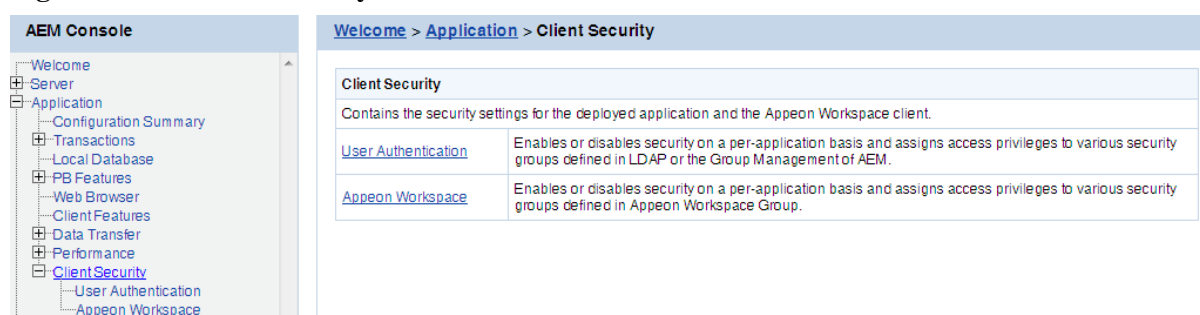 AEM Console
Welcome
Server
Application
Configuration Summary
Transactions
Local Database
PB Features
Web Browser
Client Features
Data Transfer
Performance
Client Security
User Authentication
Appeon Workspace
Welcome > Application > Client Security
Client Security
Contains the security settings for the deployed application and the Appeon Workspace client.
User Authentication
Enables or disables security on a per-application basis and assigns access privileges to various security
groups defined in LDAP or the Group Management of AEM.
Appeon Workspace
Enables or disables security on a per-application basis and assigns access privileges to various security
groups defined in Appeon Workspace Group.